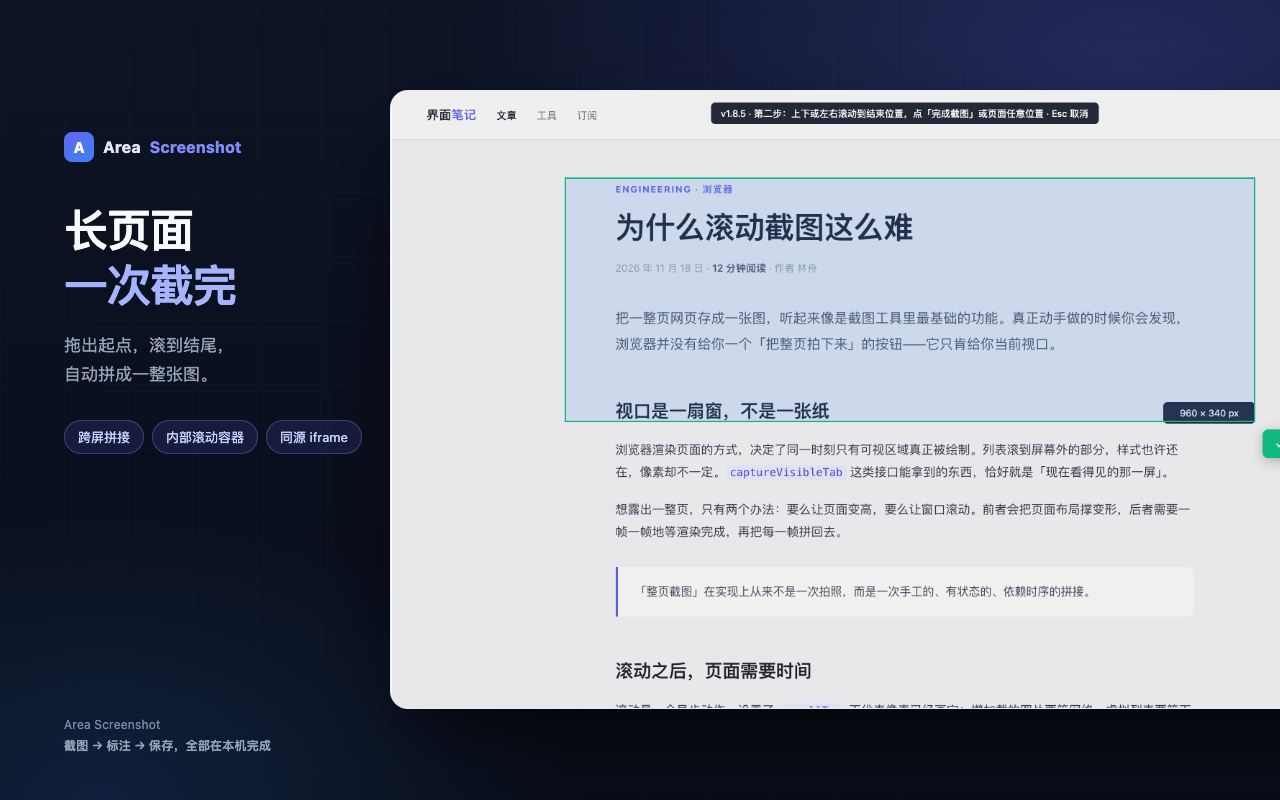 A Area Screenshot
长页面
一次截完
拖出起点，滚到结尾，
自动拼成一整张图。
跨屏拼接 内部滚动容器 同源 iframe
Area Screenshot
截图 → 标注 → 保存，全部在本机完成
界面笔记 文章 工具 订阅
v1.8.5 · 第二步：上下或左右滚动到结束位置，点「完成截图」或页面任意位置 · Esc 取消
ENGINEERING · 浏览器
为什么滚动截图这么难
2026 年 11 月 18 日 · 12 分钟阅读 · 作者 林舟
把一整页网页存成一张图，听起来像是截图工具里最基础的功能。真正动手做的时候你会发现，
浏览器并没有给你一个「把整页拍下来」的按钮——它只肯给你当前视口。
视口是一扇窗，不是一张纸
960 × 340 px
浏览器渲染页面的方式，决定了同一时刻只有可视区域真正被绘制。列表滚到屏幕外的部分，样式也许还
在，像素却不一定。captureVisibleTab 这类接口能拿到的东西，恰好就是「现在看得见的那一屏」。
想露出一整页，只有两个办法：要么让页面变高，要么让窗口滚动。前者会把页面布局撑变形，后者需要一
帧一帧地等渲染完成，再把每一帧拼回去。
「整页截图」在实现上从来不是一次拍照，而是一次手工的、有状态的、依赖时序的拼接。
滚动之后，页面需要时间